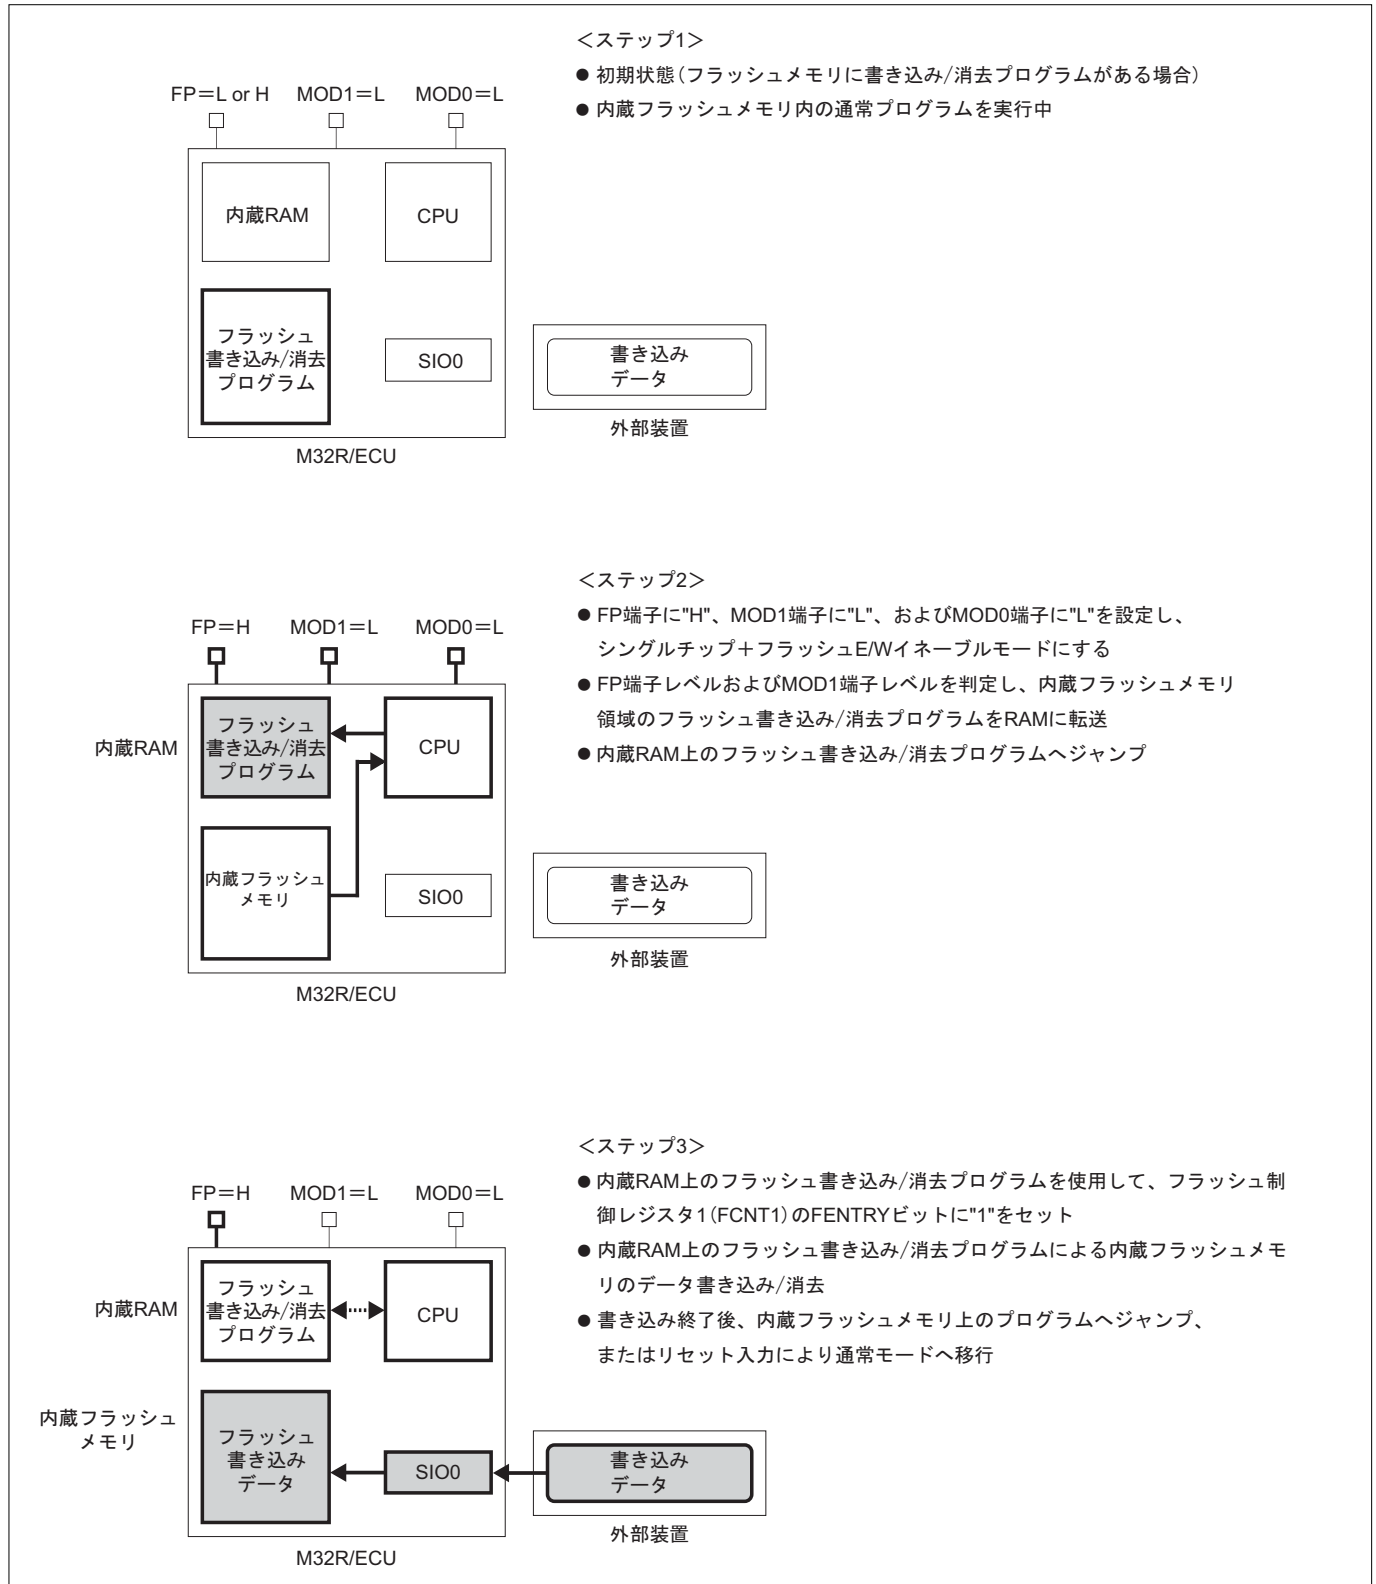 <ステップ1>
● 初期状態(フラッシュメモリに書き込み/消去プログラムがある場合)
● 内蔵フラッシュメモリ内の通常プログラムを実行中
FP=L or H MOD1=L MOD0=L
内蔵RAM
CPU
フラッシュ
書き込み/消去
プログラム
SIO0
書き込み
データ
外部装置
M32R/ECU
<ステップ2>
● FP端子に"H"、MOD1端子に"L"、およびMOD0端子に"L"を設定し、
シングルチップ+フラッシュE/Wイネーブルモードにする
● FP端子レベルおよびMOD1端子レベルを判定し、内蔵フラッシュメモリ
領域のフラッシュ書き込み/消去プログラムをRAMに転送
● 内蔵RAM上のフラッシュ書き込み/消去プログラムへジャンプ
FP=H MOD1=L MOD0=L
内蔵RAM
フラッシュ
書き込み/消去
プログラム
CPU
内蔵フラッシュ
メモリ
SIO0
書き込み
データ
外部装置
M32R/ECU
<ステップ3>
● 内蔵RAM上のフラッシュ書き込み/消去プログラムを使用して、フラッシュ制
御レジスタ1(FCNT1)のFENTRYビットに"1"をセット
● 内蔵RAM上のフラッシュ書き込み/消去プログラムによる内蔵フラッシュメモ
リのデータ書き込み/消去
● 書き込み終了後、内蔵フラッシュメモリ上のプログラムへジャンプ、
またはリセット入力により通常モードへ移行
FP=H MOD1=L MOD0=L
内蔵RAM
フラッシュ
書き込み/消去
プログラム
CPU
内蔵フラッシュ
メモリ
フラッシュ
書き込み
データ
SIO0
書き込み
データ
外部装置
M32R/ECU